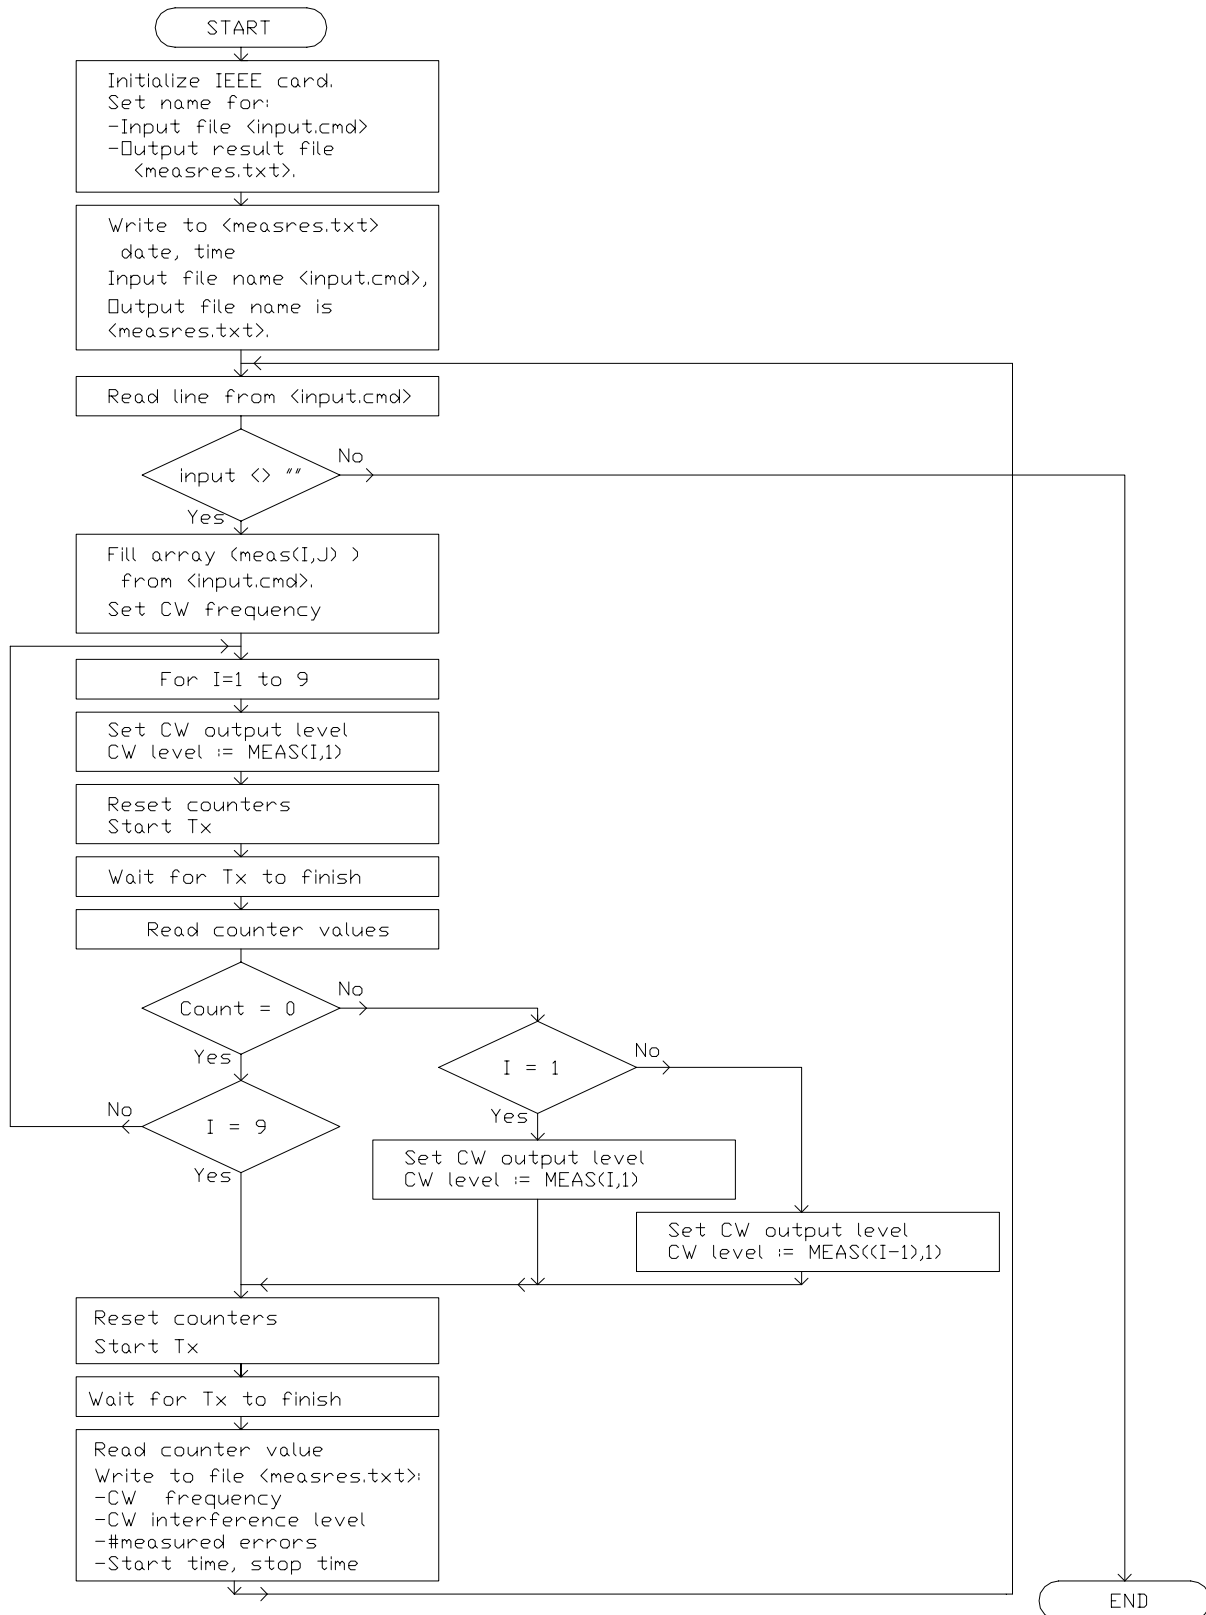 START
Initialize IEEE card.
Set name for:
-Input file <input.cmd>
-Output result file
<measres.txt>.
Write to <measres.txt>
date, time
Input file name <input.cmd>,
Output file name is
<measres.txt>.
Read line from <input.cmd>
input <> ""
No
Yes
Fill array (meas(I,J) )
from <input.cmd>.
Set CW frequency
For I=1 to 9
Set CW output level
CW level := MEAS(I,1)
Reset counters
Start Tx
Wait for Tx to finish
Read counter values
Count = 0
No
Yes
I = 1
No
Yes
I = 9
No
Yes
Set CW output level
CW level := MEAS(I,1)
Set CW output level
CW level := MEAS((I-1),1)
Reset counters
Start Tx
Wait for Tx to finish
Read counter value
Write to file <measres.txt>:
-CW frequency
-CW interference level
-#measured errors
-Start time, stop time
END